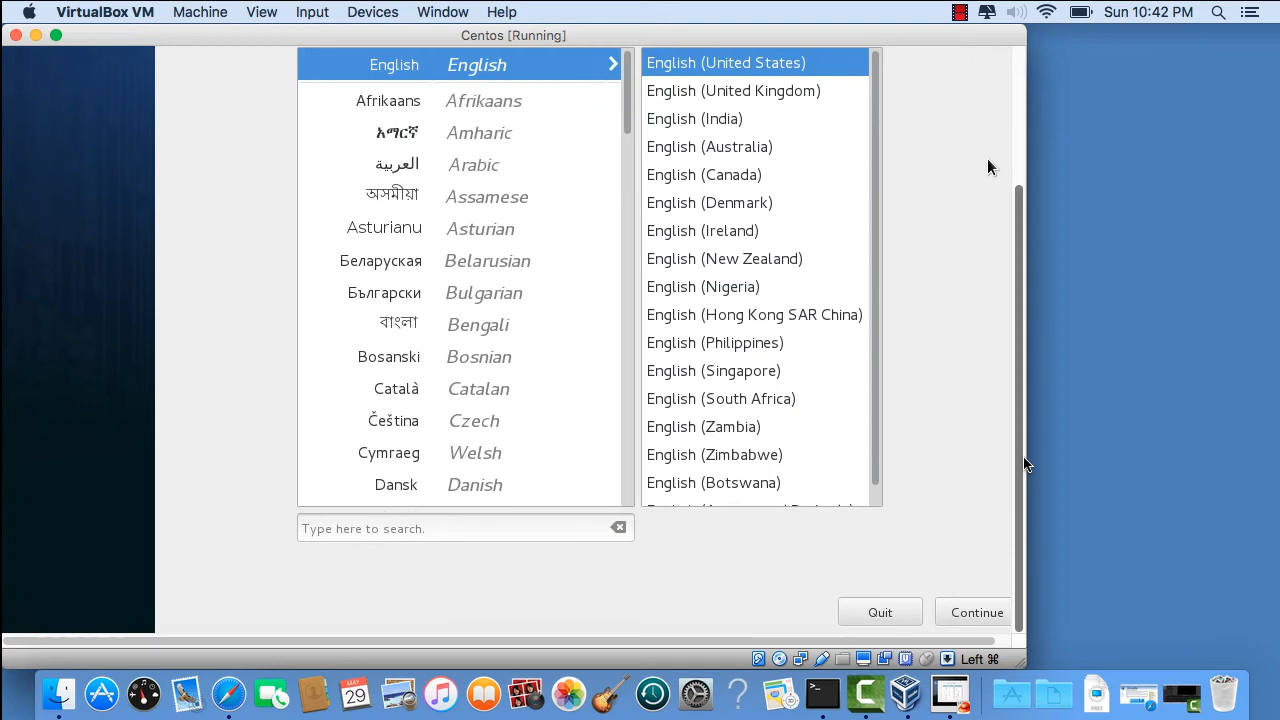 VirtualBox VM Machine View Input Devices Window Help Sun 10:42 PM
Centos [Running]
English English
Afrikaans Afrikaans
አማርኛ Amharic
العربية Arabic
অসমীয়া Assamese
Asturianu Asturian
Беларуская Belarusian
Български Bulgarian
বাংলা Bengali
Bosanski Bosnian
Català Catalan
Čeština Czech
Cymraeg Welsh
Dansk Danish
English (United States)
English (United Kingdom)
English (India)
English (Australia)
English (Canada)
English (Denmark)
English (Ireland)
English (New Zealand)
English (Nigeria)
English (Hong Kong SAR China)
English (Philippines)
English (Singapore)
English (South Africa)
English (Zambia)
English (Zimbabwe)
English (Botswana)
Type here to search.
Quit
Continue
Left ⌘
MAY
29